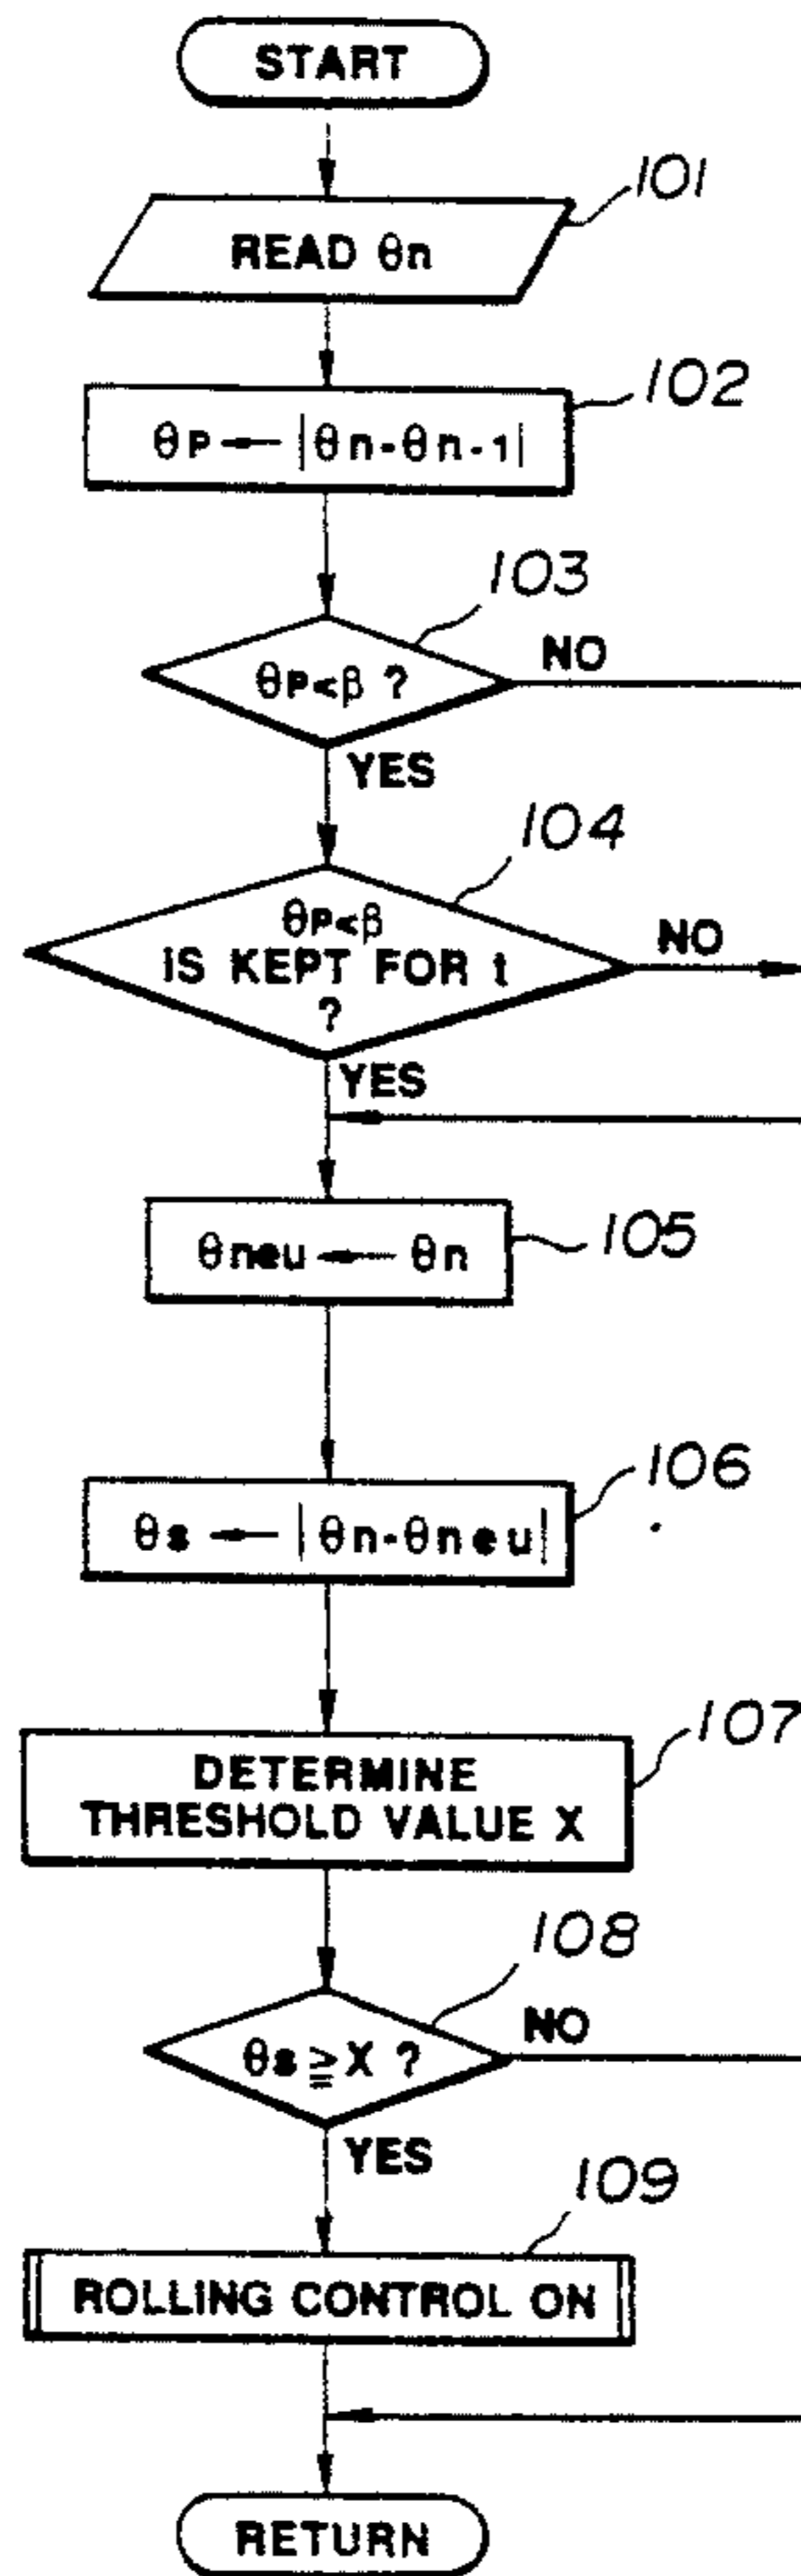 START
101
READ θn
102
θP ← |θn-θn-1|
103
θP<β ?
NO
YES
104
θP<β
IS KEPT FOR t
?
NO
YES
105
θneu ← θn
106
θs ← |θn-θneu|
107
DETERMINE
THRESHOLD VALUE X
108
θs ≧ X ?
NO
YES
109
ROLLING CONTROL ON
RETURN